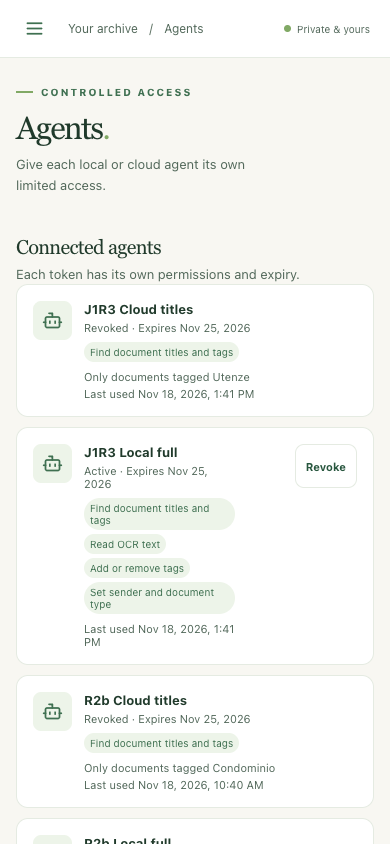 Your archive / Agents
Private & yours
CONTROLLED ACCESS
Agents.
Give each local or cloud agent its own
limited access.
Connected agents
Each token has its own permissions and expiry.
J1R3 Cloud titles
Revoked · Expires Nov 25, 2026
Find document titles and tags
Only documents tagged Utenze
Last used Nov 18, 2026, 1:41 PM
J1R3 Local full
Active · Expires Nov 25,
2026
Revoke
Find document titles and
tags
Read OCR text
Add or remove tags
Set sender and document
type
Last used Nov 18, 2026, 1:41
PM
R2b Cloud titles
Revoked · Expires Nov 25, 2026
Find document titles and tags
Only documents tagged Condominio
Last used Nov 18, 2026, 10:40 AM
R2b Local full